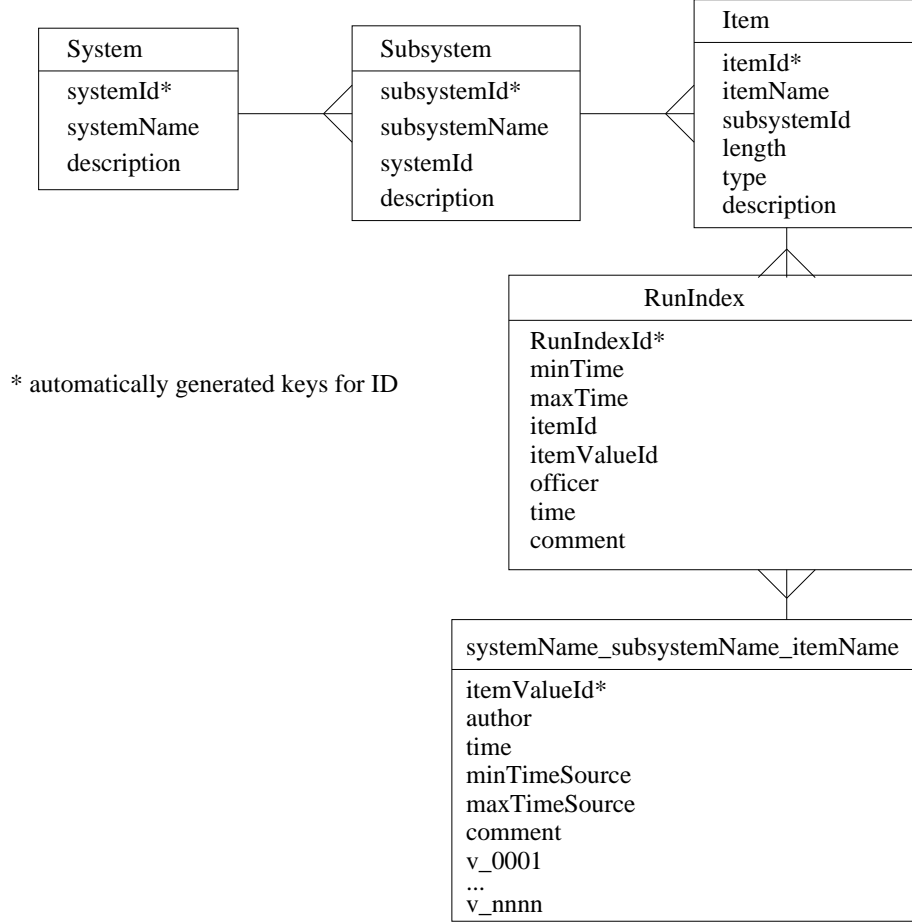 System
systemId*
systemName
description
Subsystem
subsystemId*
subsystemName
systemId
description
Item
itemId*
itemName
subsystemId
length
type
description
RunIndex
RunIndexId*
minTime
maxTime
itemId
itemValueId
officer
time
comment
* automatically generated keys for ID
systemName_subsystemName_itemName
itemValueId*
author
time
minTimeSource
maxTimeSource
comment
v_0001
...
v_nnnn